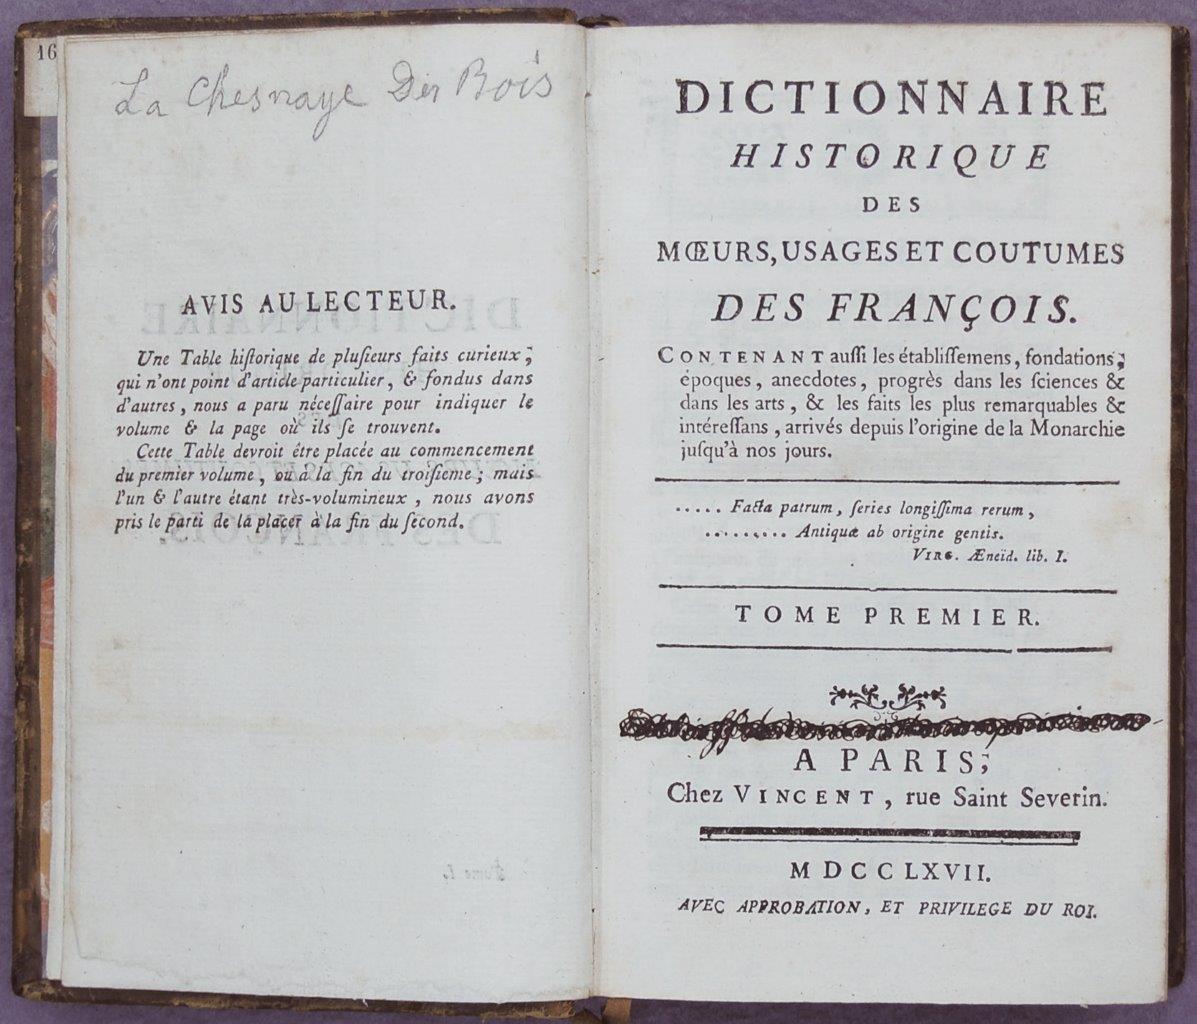 16
La Chesnaye Des Bois
AVIS AU LECTEUR.
Une Table hiſtorique de pluſieurs faits curieux,
qui n'ont point d'article particulier, & fondus dans
d'autres, nous a paru néceſſaire pour indiquer le
volume & la page où ils ſe trouvent.
Cette Table devroit être placée au commencement
du premier volume, ou à la fin du troiſieme; mais
l'un & l'autre étant très-volumineux, nous avons
pris le parti de la placer à la fin du ſecond.
Tome I.
DICTIONNAIRE
HISTORIQUE
DES
MŒURS, USAGES ET COUTUMES
DES FRANÇOIS.
CONTENANT auſſi les établiſſemens, fondations,
époques, anecdotes, progrès dans les ſciences &
dans les arts, & les faits les plus remarquables &
intéreſſans, arrivés depuis l'origine de la Monarchie
juſqu'à nos jours.
..... Facta patrum, ſeries longiſſima rerum,
......... Antiquæ ab origine gentis.
VIRG. Æneïd. lib. I.
TOME PREMIER.
A PARIS,
Chez VINCENT, rue Saint Severin.
M DCC LXVII.
AVEC APPROBATION, ET PRIVILEGE DU ROI.